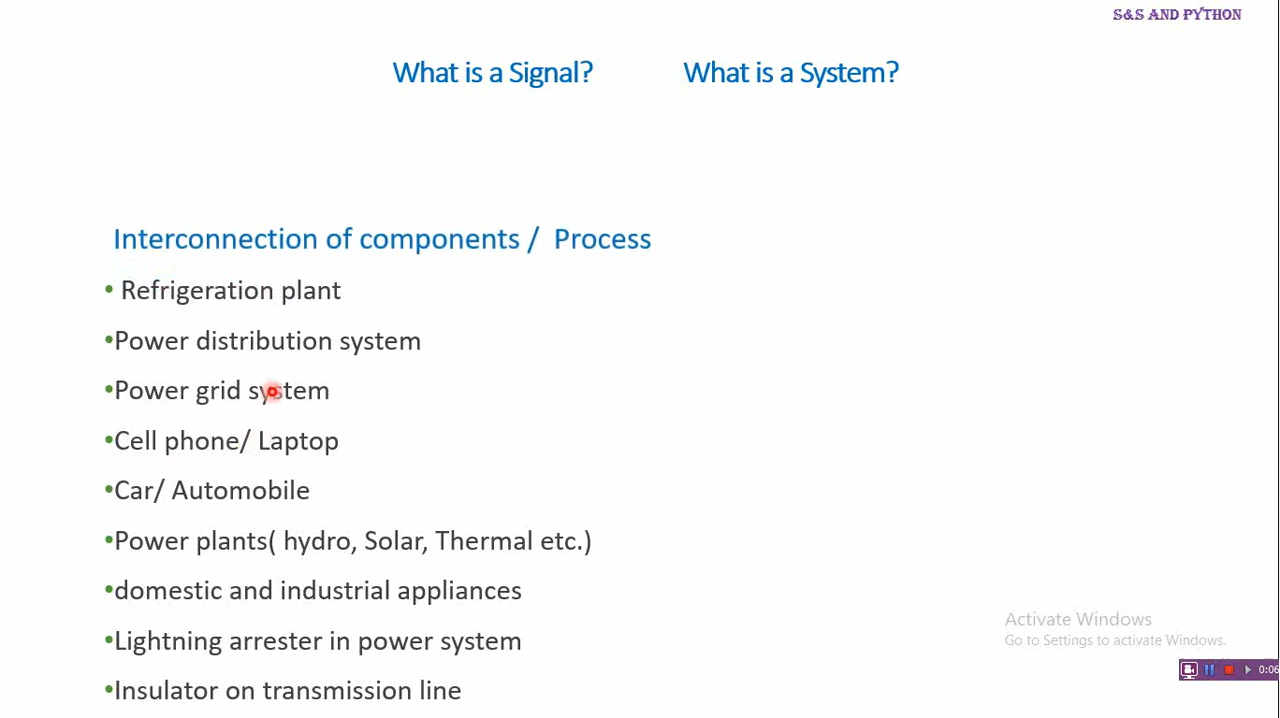 S&S AND PYTHON
What is a Signal? What is a System?
Interconnection of components / Process
• Refrigeration plant
•Power distribution system
•Power grid system
•Cell phone/ Laptop
•Car/ Automobile
•Power plants( hydro, Solar, Thermal etc.)
•domestic and industrial appliances
•Lightning arrester in power system
•Insulator on transmission line
Activate Windows
Go to Settings to activate Windows.
0:06